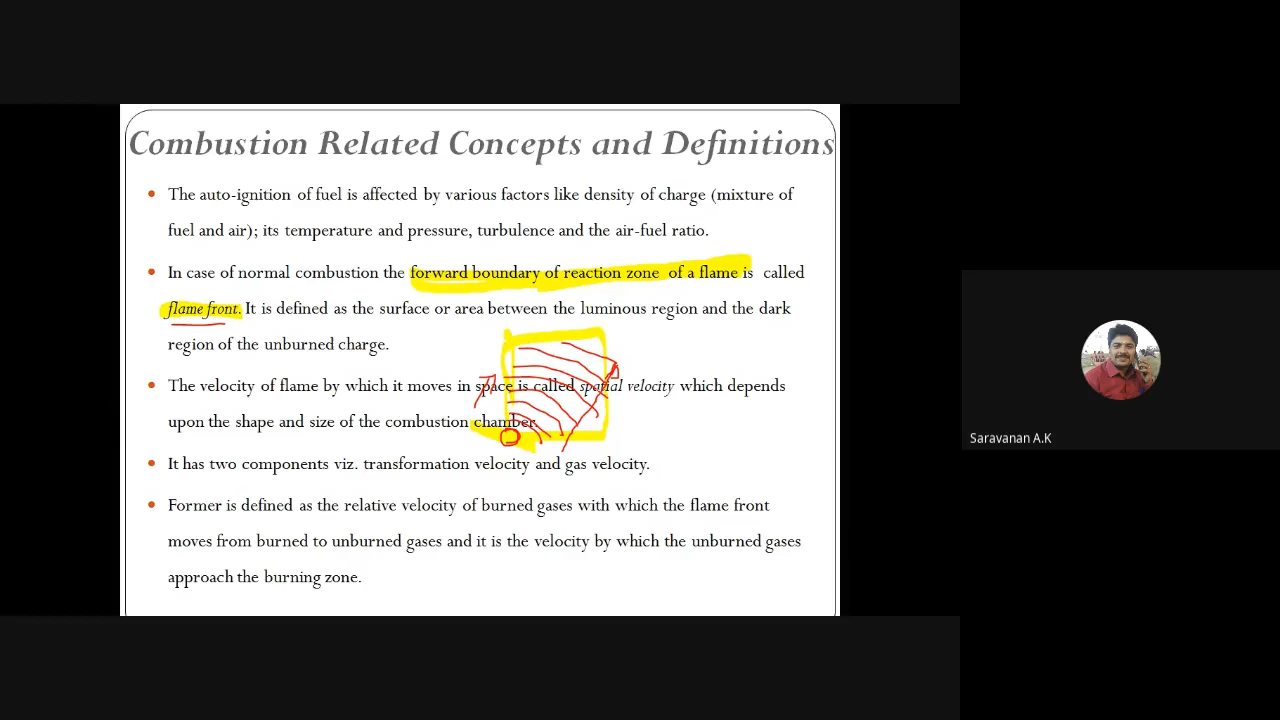 Combustion Related Concepts and Definitions
• The auto-ignition of fuel is affected by various factors like density of charge (mixture of
fuel and air); its temperature and pressure, turbulence and the air-fuel ratio.
• In case of normal combustion the forward boundary of reaction zone of a flame is called
flame front. It is defined as the surface or area between the luminous region and the dark
region of the unburned charge.
• The velocity of flame by which it moves in space is called spatial velocity which depends
upon the shape and size of the combustion chamber.
• It has two components viz. transformation velocity and gas velocity.
• Former is defined as the relative velocity of burned gases with which the flame front
moves from burned to unburned gases and it is the velocity by which the unburned gases
approach the burning zone.
Saravanan A.K